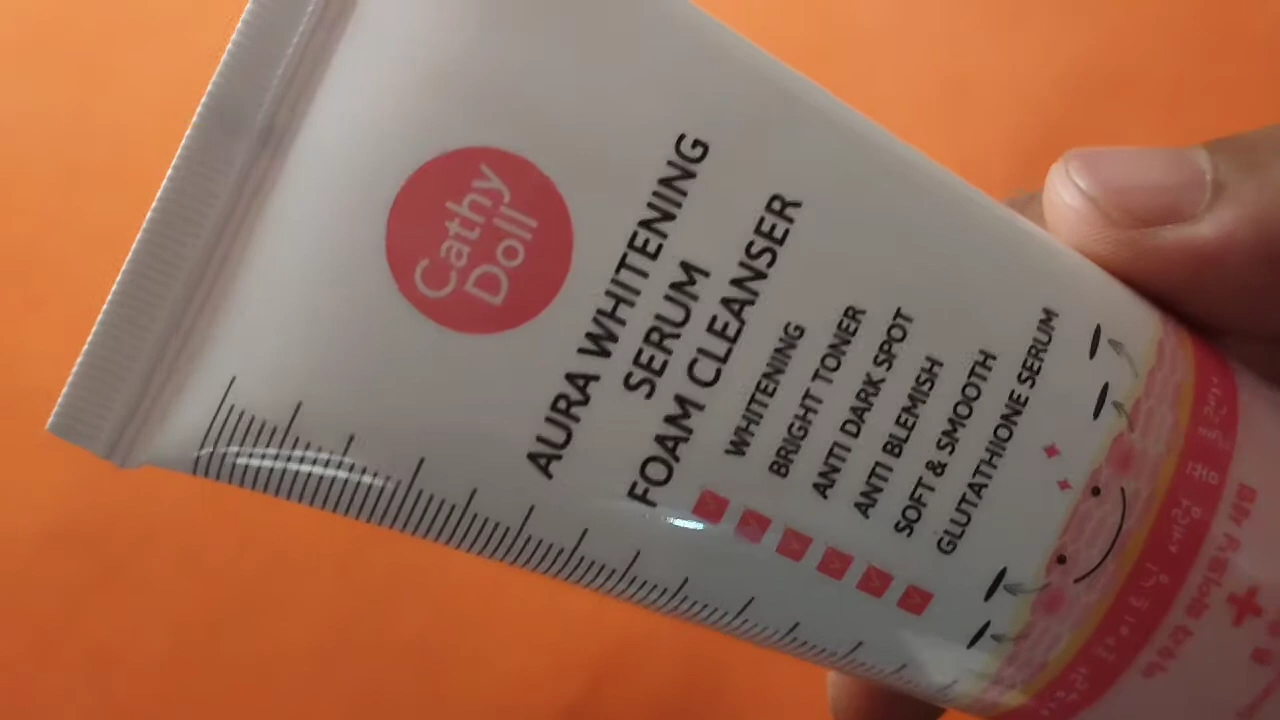 Cathy
Doll
AURA WHITENING
SERUM
FOAM CLEANSER
WHITENING
BRIGHT TONER
ANTI DARK SPOT
ANTI BLEMISH
SOFT & SMOOTH
GLUTATHIONE SERUM